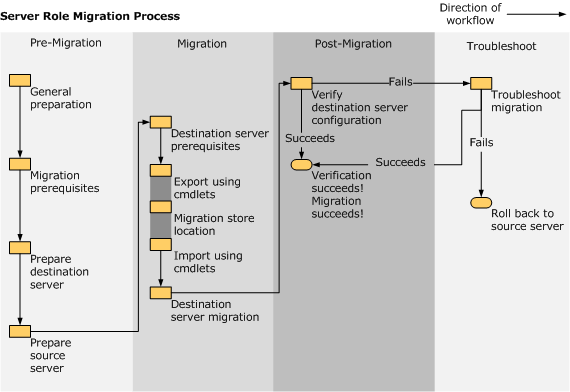 Server Role Migration Process
Direction of
workflow
Pre-Migration
Migration
Post-Migration
Troubleshoot
General
preparation
Migration
prerequisites
Prepare
destination
server
Prepare
source
server
Destination server
prerequisites
Export using
cmdlets
Migration store
location
Import using
cmdlets
Destination
server migration
Verify
destination server
configuration
Fails
Succeeds
Verification
succeeds!
Migration
succeeds!
Succeeds
Troubleshoot
migration
Fails
Roll back to
source server